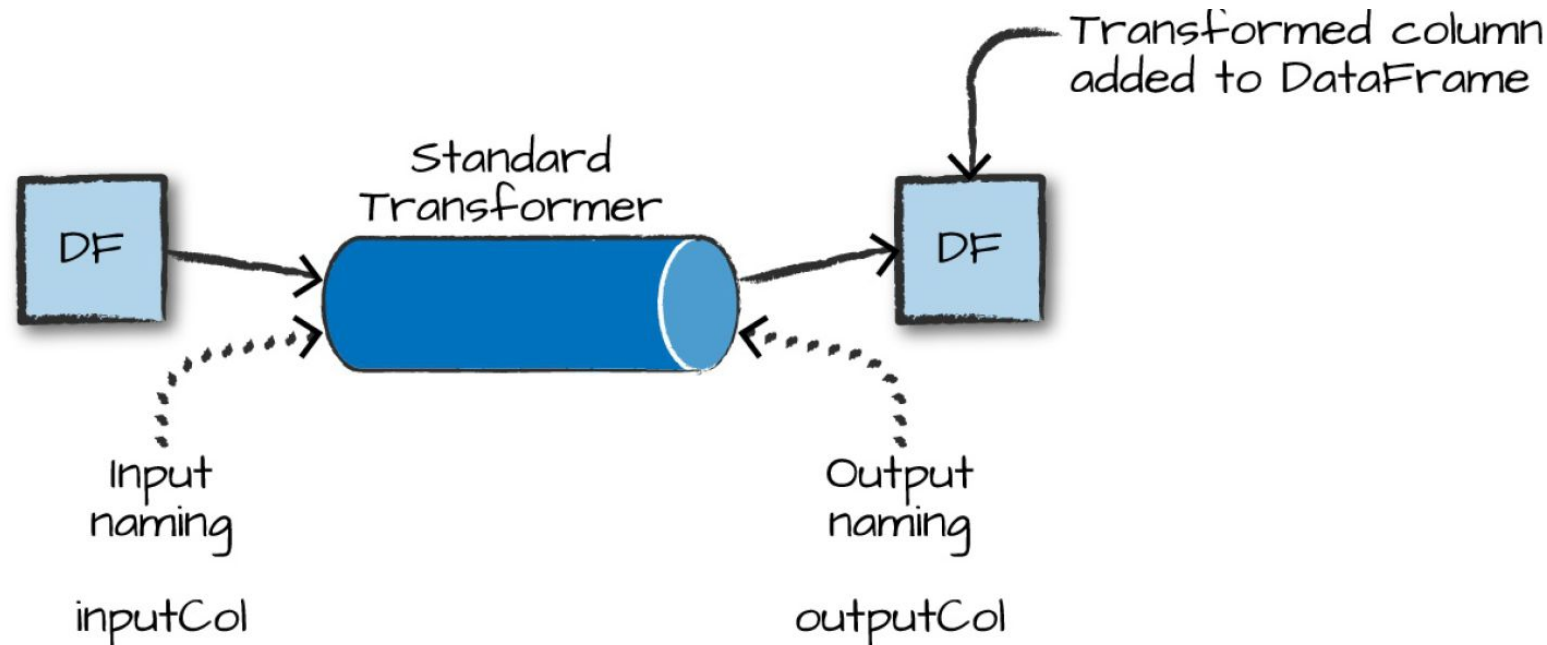 Transformed column
added to DataFrame
Standard
Transformer
DF
DF
Input
naming
Output
naming
inputCol
outputCol